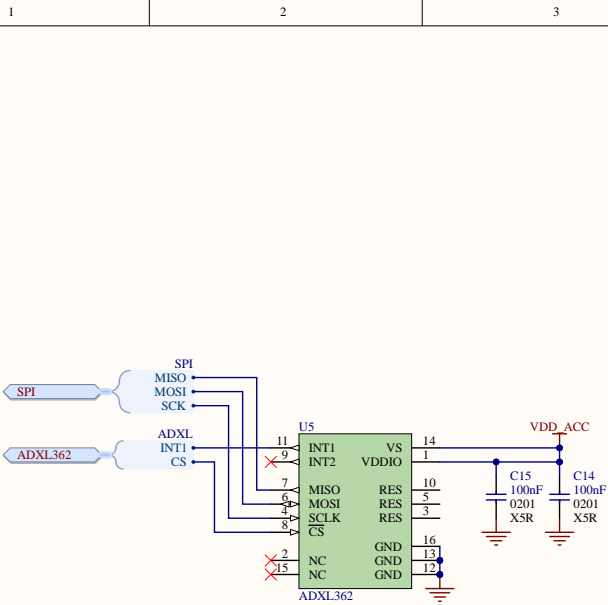 1 2 3
SPI
MISO
SPI MOSI
SCK
ADXL
ADXL362 INT1
CS
U5
VDD_ACC
11 INT1 VS 14
9 INT2 VDDIO 1
C15 C14
100nF 100nF
0201 0201
X5R X5R
7 MISO RES 10
6 MOSI RES 5
4 SCLK RES 3
8 CS
GND 16
2 NC GND 13
15 NC GND 12
ADXL362